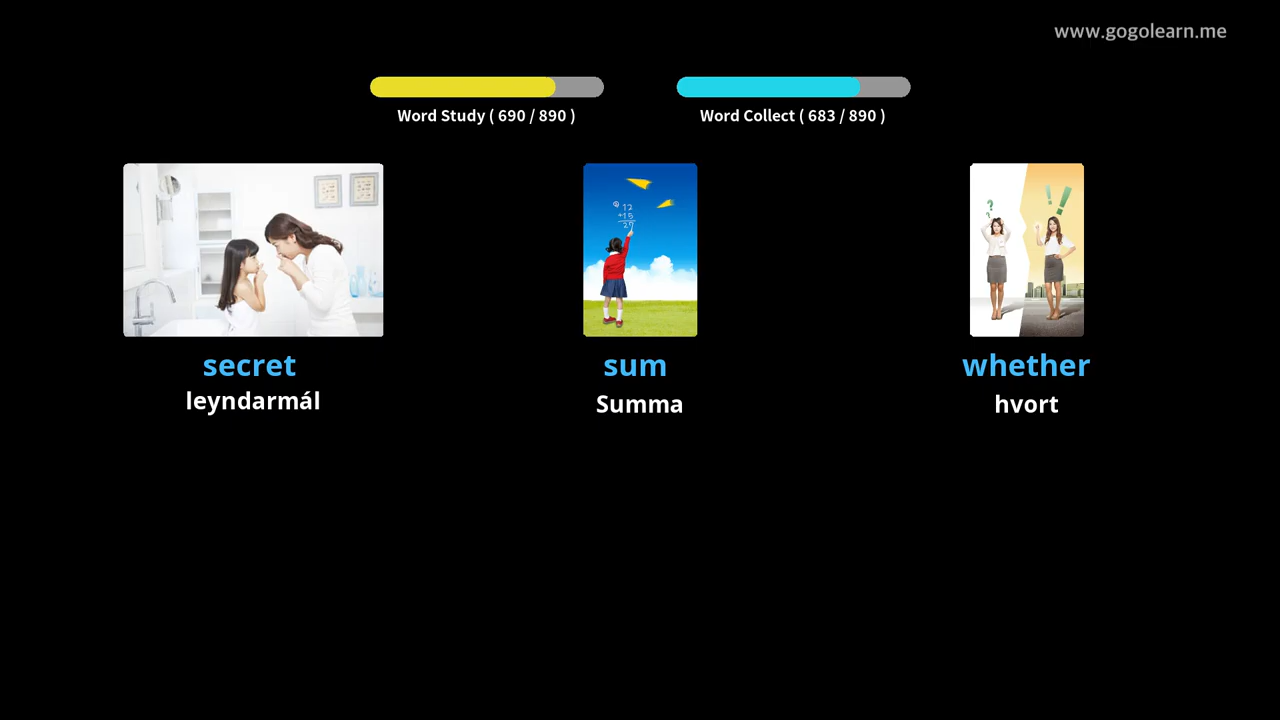 www.gogolearn.me
Word Study ( 690 / 890 )
Word Collect ( 683 / 890 )
secret
leyndarmál
sum
Summa
whether
hvort